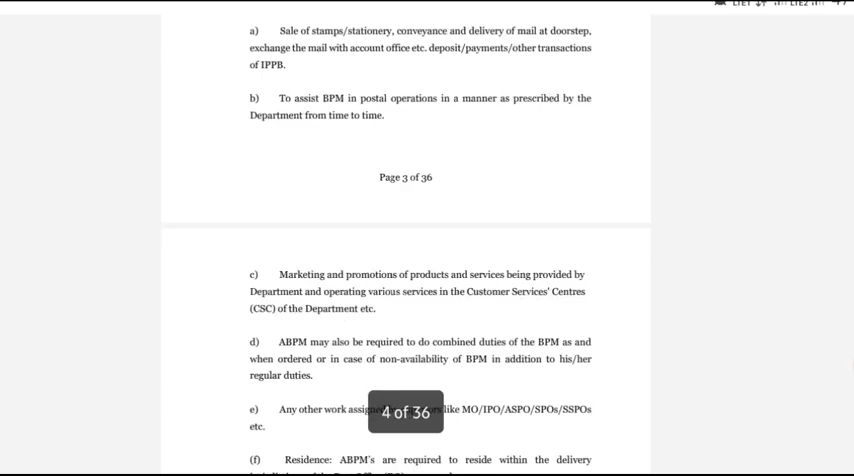 a) Sale of stamps/stationery, conveyance and delivery of mail at doorstep,
exchange the mail with account office etc. deposit/payments/other transactions
of IPPB.
b) To assist BPM in postal operations in a manner as prescribed by the
Department from time to time.
Page 3 of 36
c) Marketing and promotions of products and services being provided by
Department and operating various services in the Customer Services' Centres
(CSC) of the Department etc.
d) ABPM may also be required to do combined duties of the BPM as and
when ordered or in case of non-availability of BPM in addition to his/her
regular duties.
e) Any other work like MO/IPO/ASPO/SPOs/SSPOs
4 of 36
etc.
(f) Residence: ABPM's are required to reside within the delivery